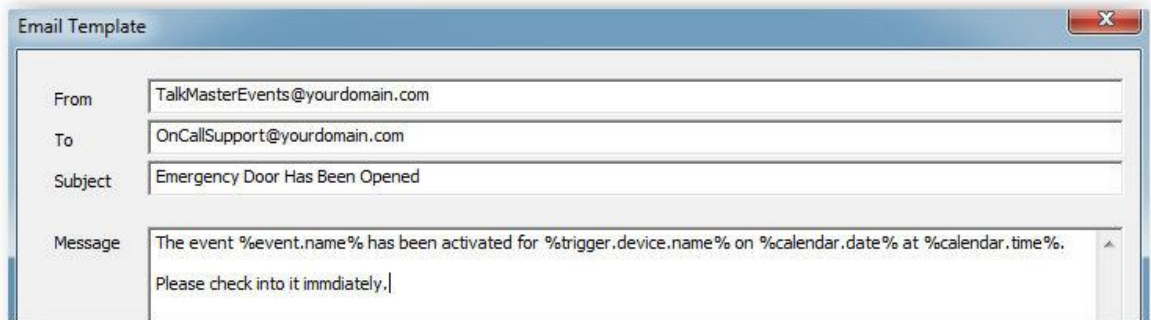 Email Template
From TalkMasterEvents@yourdomain.com
To OnCallSupport@yourdomain.com
Subject Emergency Door Has Been Opened
Message The event %event.name% has been activated for %trigger.device.name% on %calendar.date% at %calendar.time%.
Please check into it immdiately.